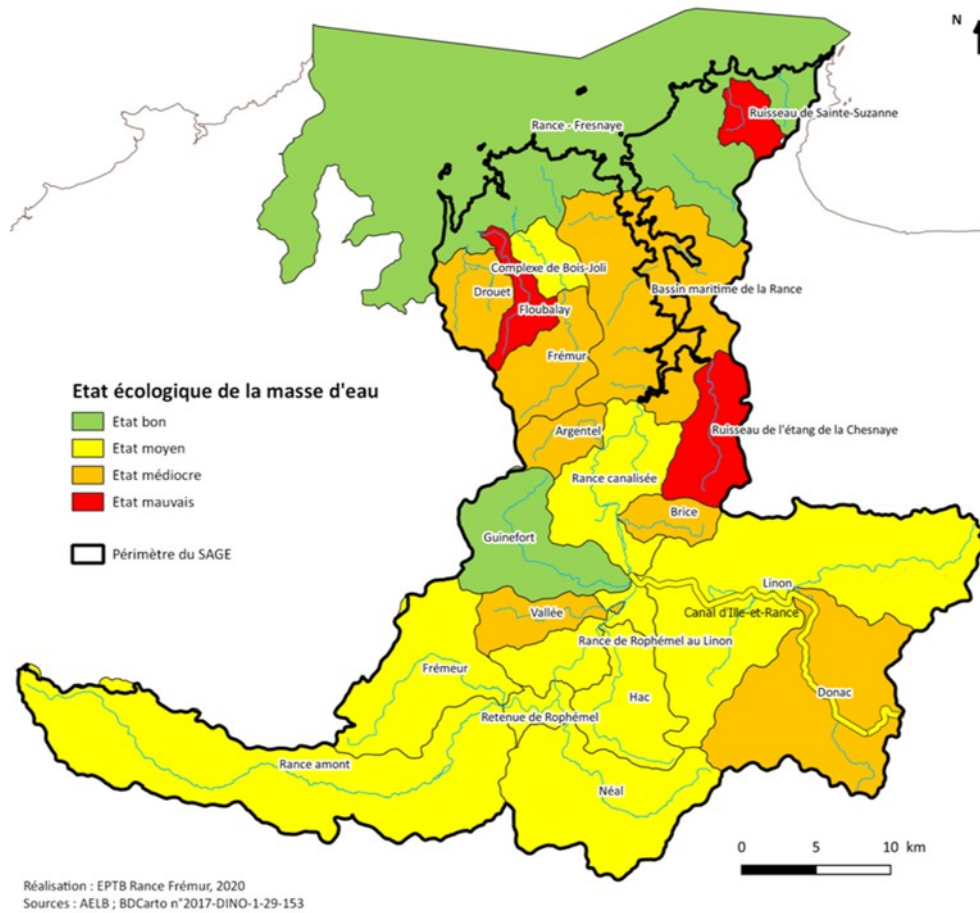 N
Ruisseau de Sainte-Suzanne
Rance - Fresnaye
Complexe de Bois-Joli
Drouet
Bassin maritime de la Rance
Floubalay
Frémur
Etat écologique de la masse d'eau
Etat bon
Etat moyen
Etat médiocre
Etat mauvais
Périmètre du SAGE
Argentel
Ruisseau de l'étang de la Chesnaye
Rance canalisée
Brice
Guinefort
Linon
Canal d'Ille-et-Rance
Vallée
Rance de Rophémel au Linon
Frémeur
Hac
Donac
Retenue de Rophémel
Rance amont
Néal
0 5 10 km
Réalisation : EPTB Rance Frémur, 2020
Sources : AELB ; BDCarto n°2017-DINO-1-29-153